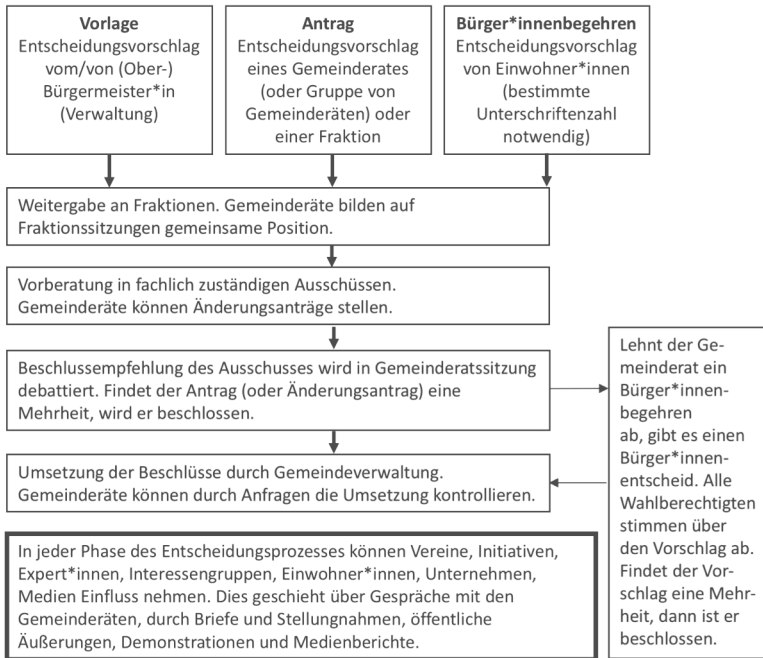 Vorlage
Entscheidungsvorschlag
vom/von (Ober-)
Bürgermeister*in
(Verwaltung)
Antrag
Entscheidungsvorschlag
eines Gemeinderates
(oder Gruppe von
Gemeinderäten) oder
einer Fraktion
Bürger*innenbegehren
Entscheidungsvorschlag
von Einwohner*innen
(bestimmte
Unterschriftenzahl
notwendig)
Weitergabe an Fraktionen. Gemeinderäte bilden auf
Fraktionssitzungen gemeinsame Position.
Vorberatung in fachlich zuständigen Ausschüssen.
Gemeinderäte können Änderungsanträge stellen.
Beschlussempfehlung des Ausschusses wird in Gemeinderatssitzung
debattiert. Findet der Antrag (oder Änderungsantrag) eine
Mehrheit, wird er beschlossen.
Lehnt der Ge-
meinderat ein
Bürger*innen-
begehren
ab, gibt es einen
Bürger*innen-
entscheid. Alle
Wahlberechtigten
stimmen über
den Vorschlag ab.
Findet der Vor-
schlag eine Mehr-
heit, dann ist er
beschlossen.
Umsetzung der Beschlüsse durch Gemeindeverwaltung.
Gemeinderäte können durch Anfragen die Umsetzung kontrollieren.
In jeder Phase des Entscheidungsprozesses können Vereine, Initiativen,
Expert*innen, Interessengruppen, Einwohner*innen, Unternehmen,
Medien Einfluss nehmen. Dies geschieht über Gespräche mit den
Gemeinderäten, durch Briefe und Stellungnahmen, öffentliche
Äußerungen, Demonstrationen und Medienberichte.